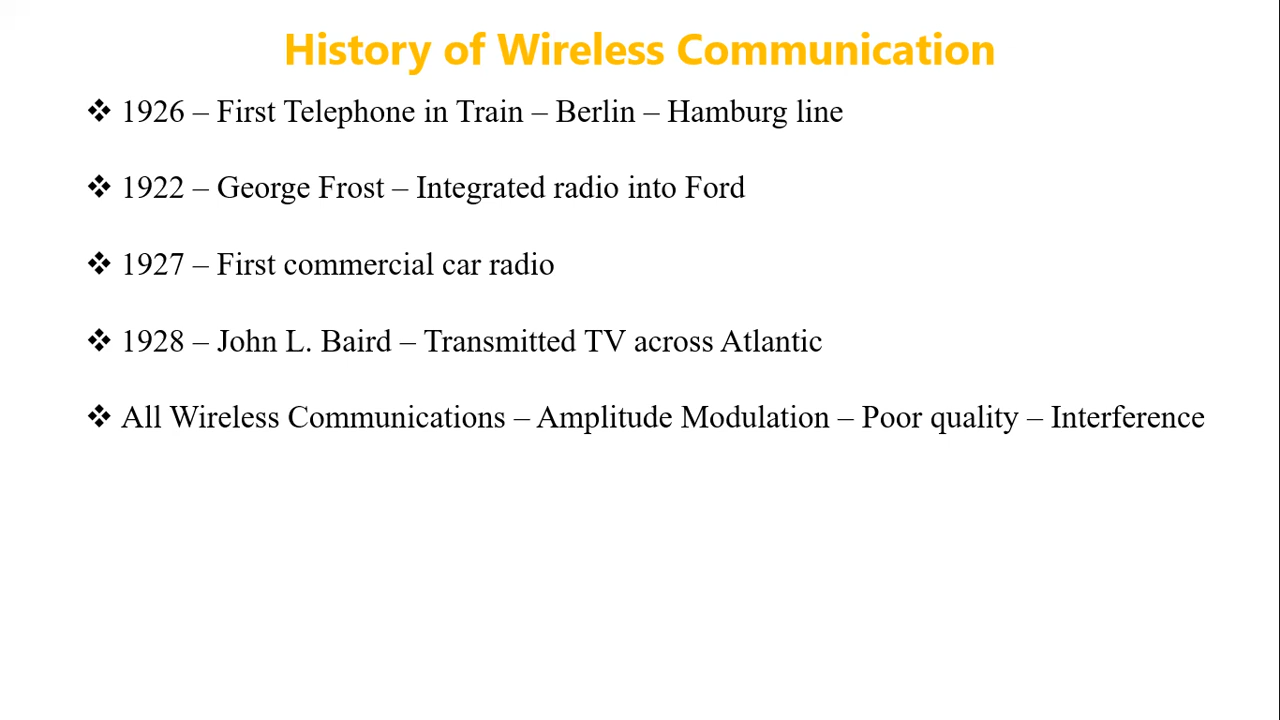 History of Wireless Communication
❖ 1926 – First Telephone in Train – Berlin – Hamburg line
❖ 1922 – George Frost – Integrated radio into Ford
❖ 1927 – First commercial car radio
❖ 1928 – John L. Baird – Transmitted TV across Atlantic
❖ All Wireless Communications – Amplitude Modulation – Poor quality – Interference